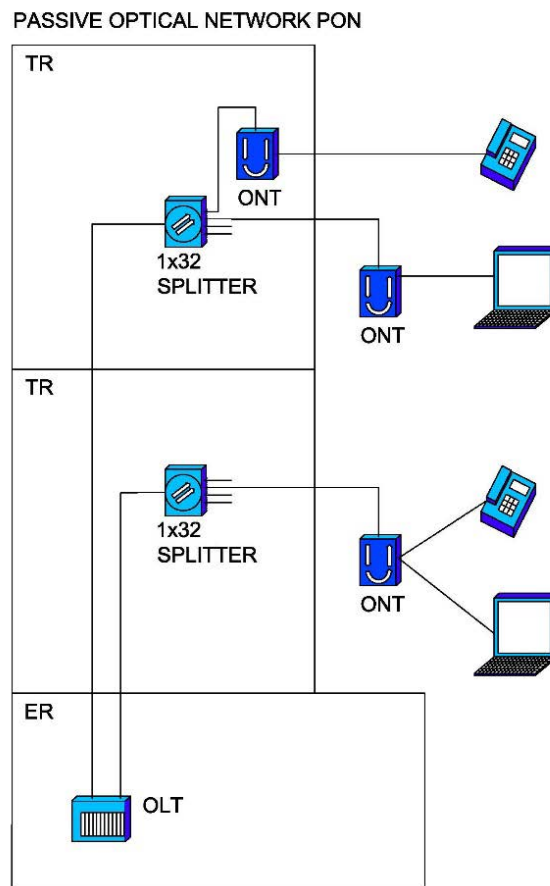 PASSIVE OPTICAL NETWORK PON
TR
ONT
1x32
SPLITTER
ONT
TR
1x32
SPLITTER
ONT
ER
OLT